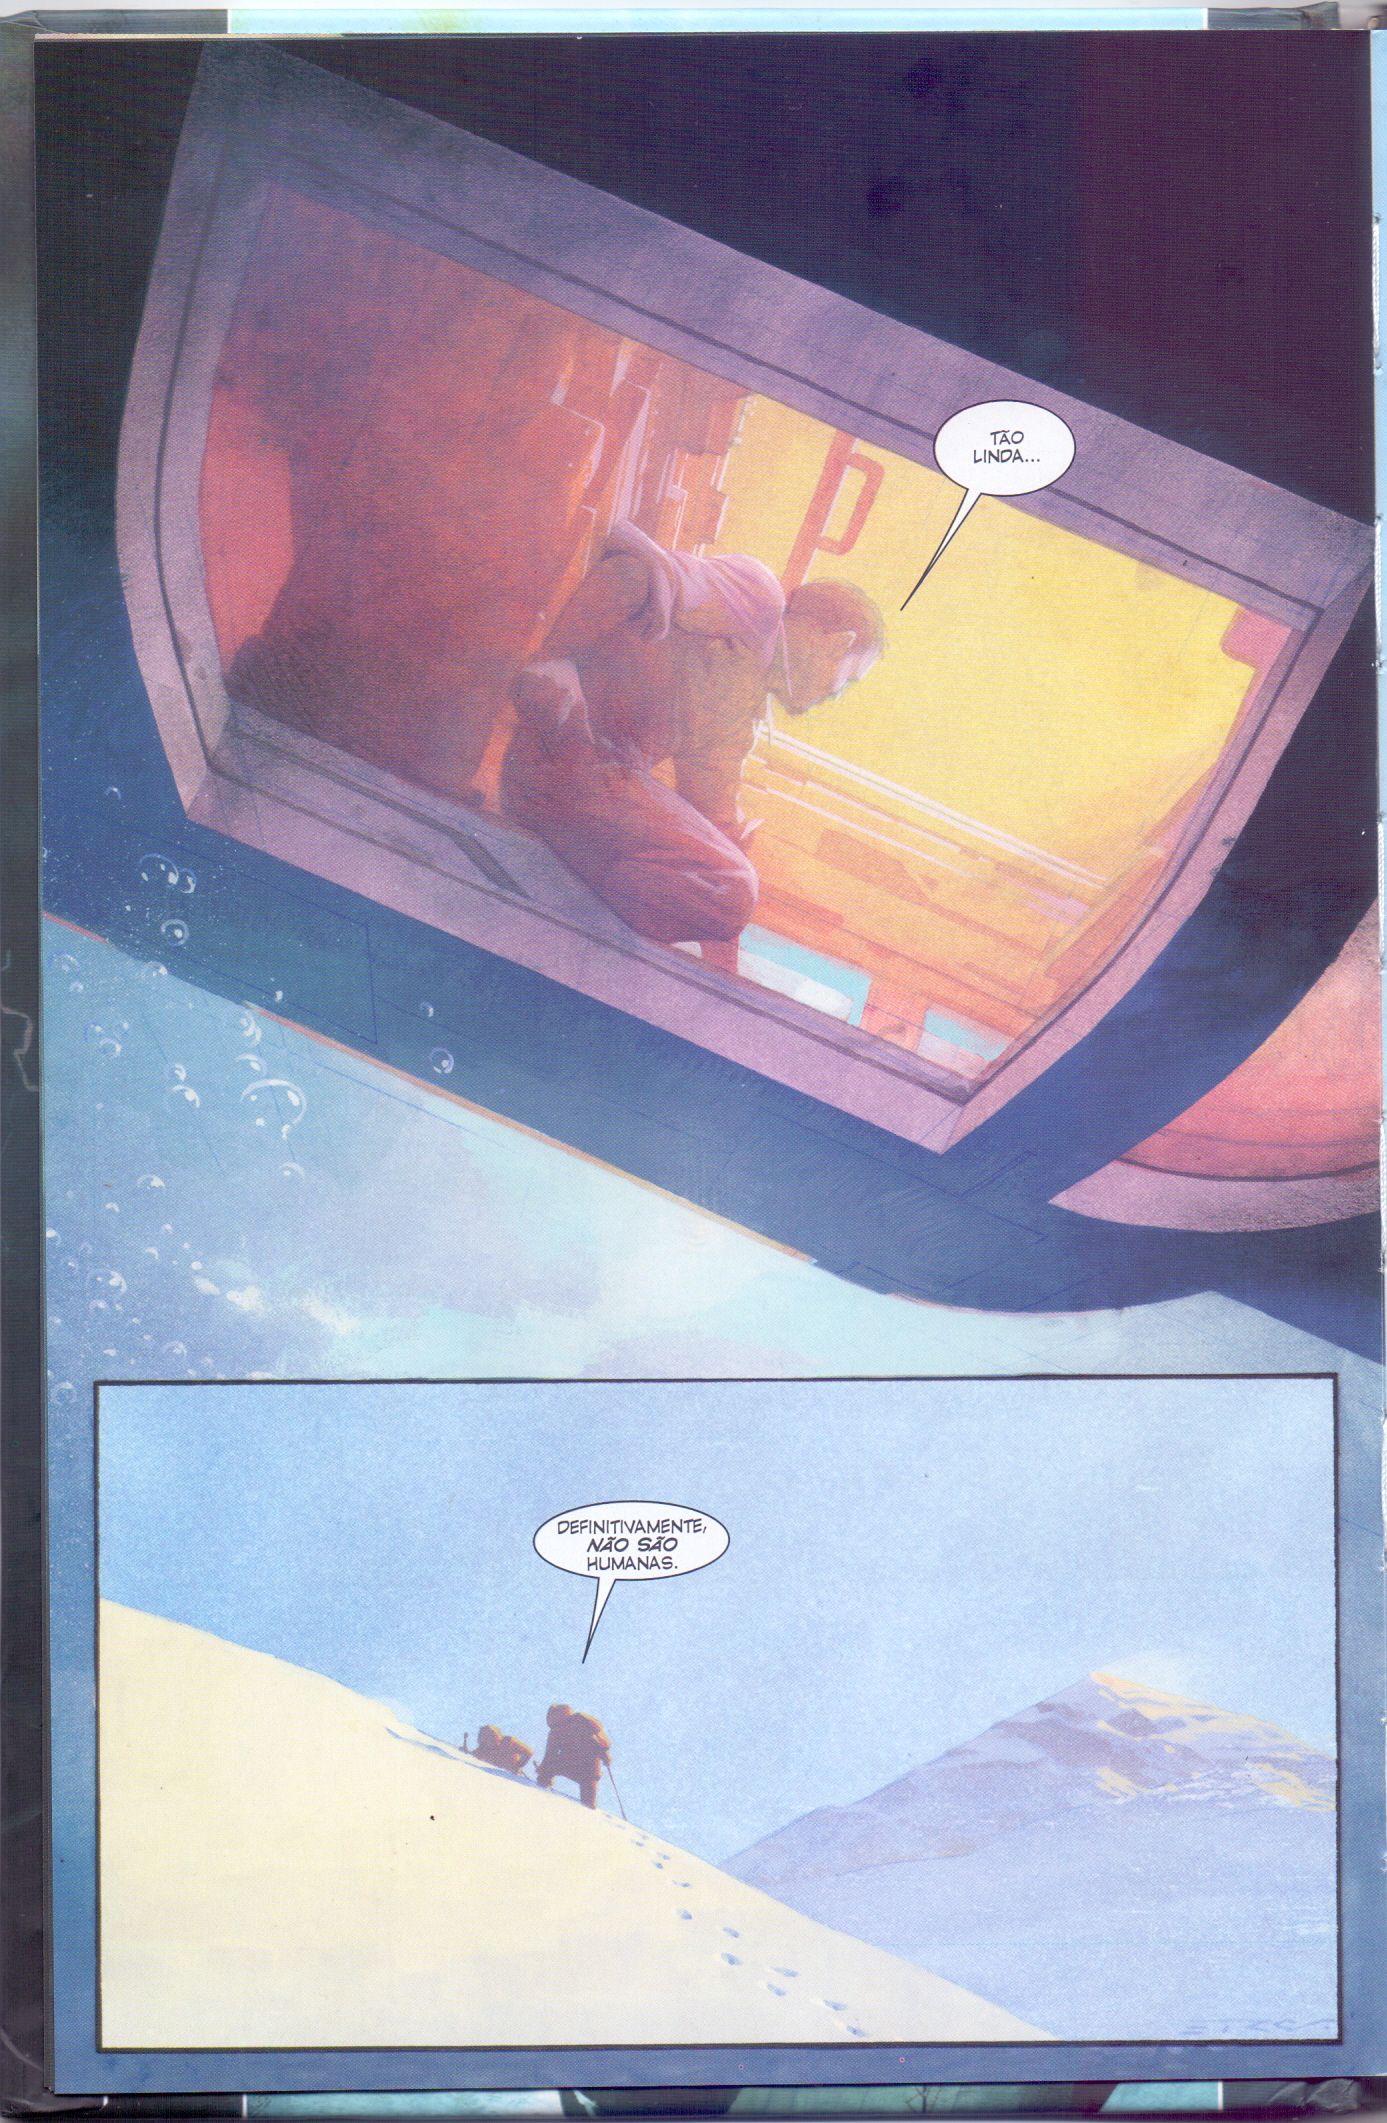 TÃO
LINDA...
DEFINITIVAMENTE,
NÃO SÃO
HUMANAS.